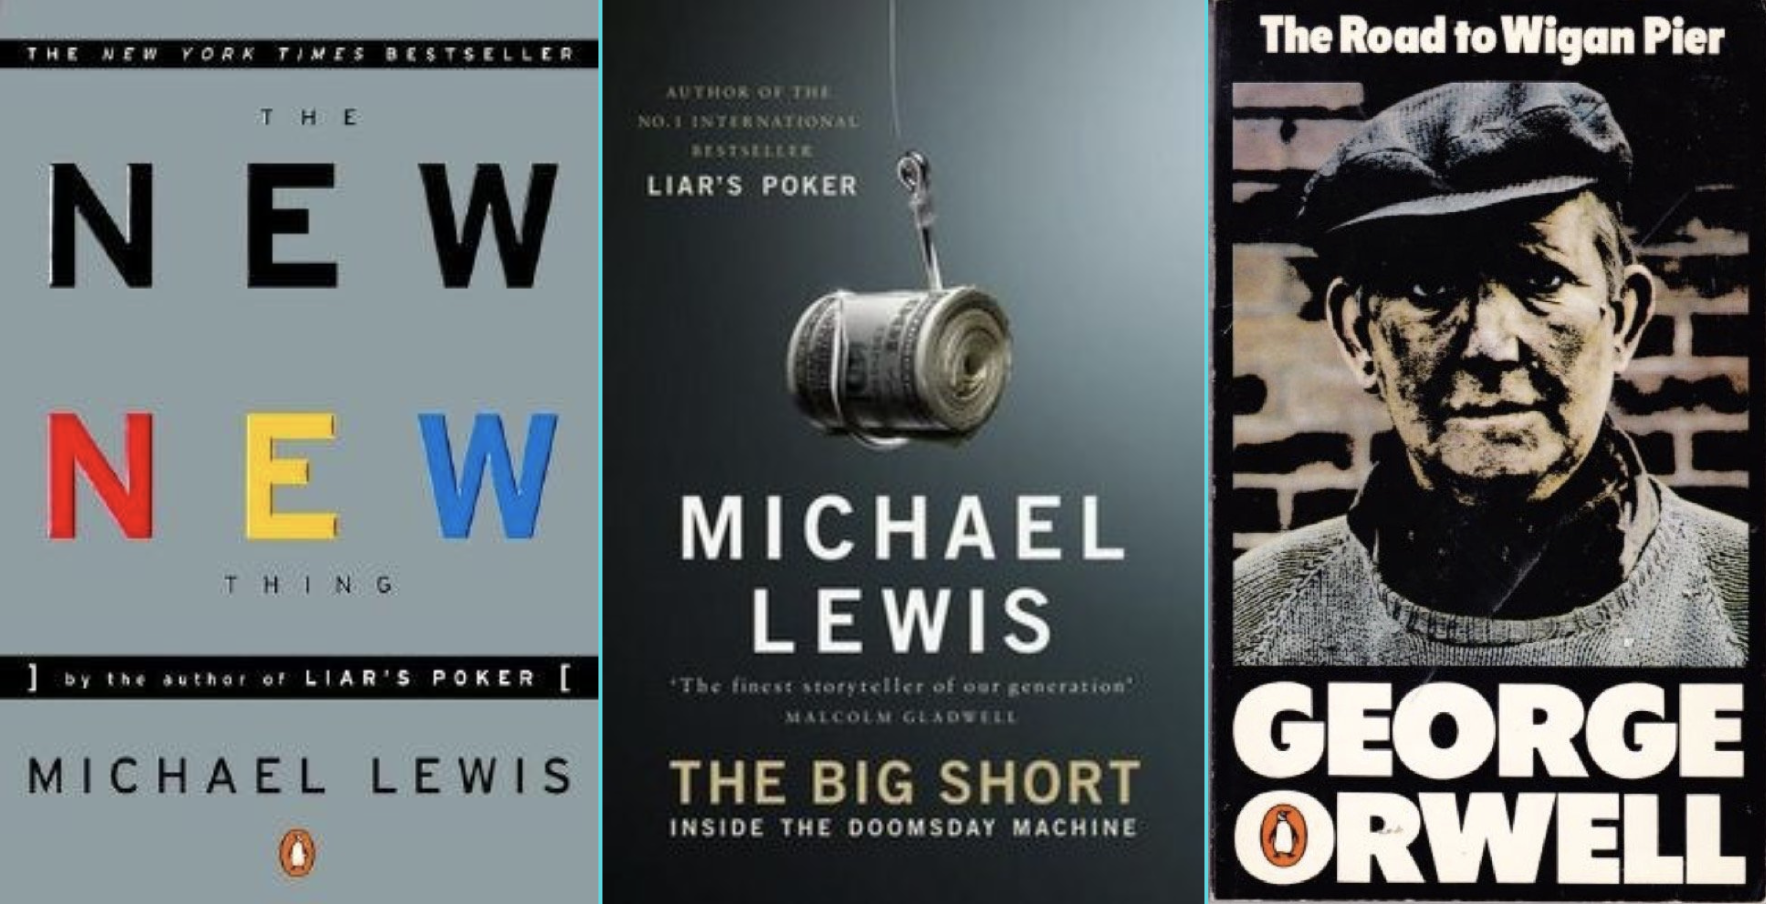 THE NEW YORK TIMES BESTSELLER
THE
NEW
NEW
THING
] by the author of LIAR'S POKER [
MICHAEL LEWIS
AUTHOR OF THE
NO.1 INTERNATIONAL
BESTSELLER
LIAR'S POKER
MICHAEL
LEWIS
'The finest storyteller of our generation'
MALCOLM GLADWELL
THE BIG SHORT
INSIDE THE DOOMSDAY MACHINE
The Road to Wigan Pier
GEORGE
ORWELL